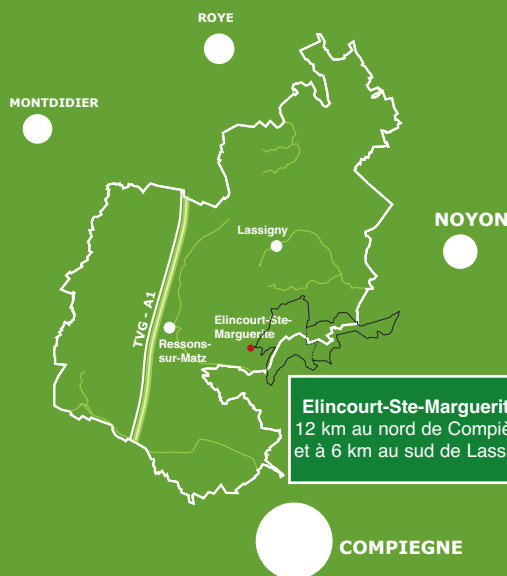 ROYE
MONTDIDIER
NOYON
Lassigny
TVG - A1
Elincourt-Ste-
Marguerite
Ressons-
sur-Matz
Elincourt-Ste-Marguerit
12 km au nord de Compiè
et à 6 km au sud de Lass
COMPIEGNE